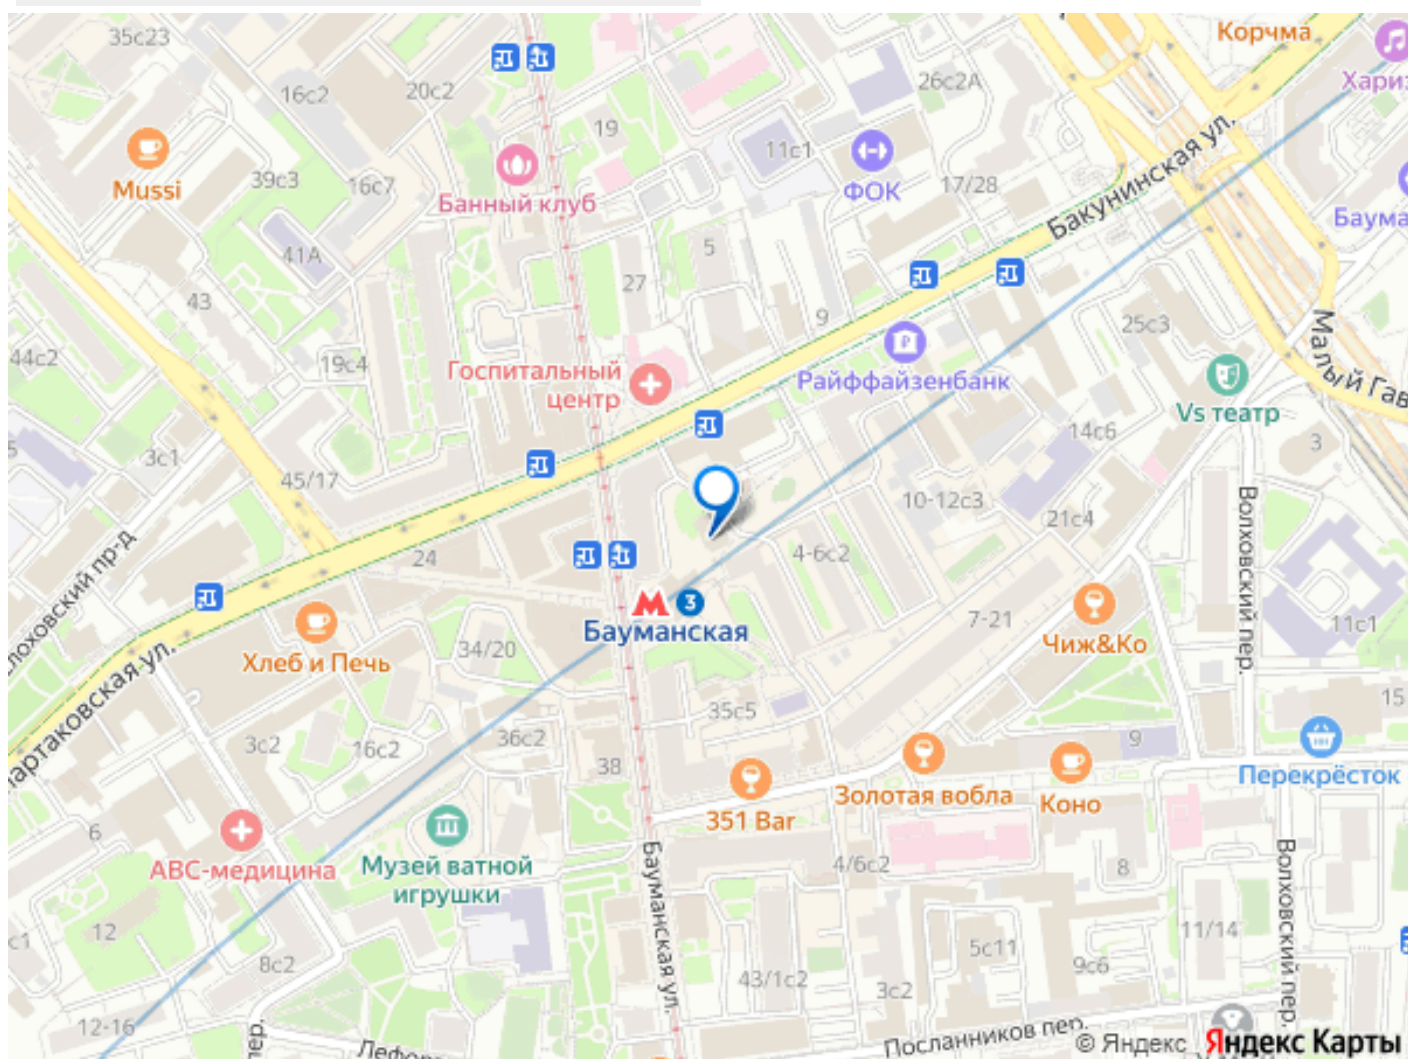 35с23
Корчма
16с2
20с2
26с2А
19
11с1
Mussi
39с3
16с7
Банный клуб
ФОК
17/28
Бакунинская ул.
41А
5
27
43
9
25с3
44с2
19с4
Госпитальный
центр
Райффайзенбанк
Малый Гав
Vs театр
3с1
45/17
14с6
3
10-12с3
21с4
24
4-6с2
Волховский пер.
3
Бауманская
7-21
Чиж&Ко
11с1
Хлеб и Печь
34/20
35с5
15
3с2
16с2
36с2
38
9
Золотая вобла
Коно
Перекрёсток
351 Bar
6
АВС-медицина
Музей ватной
игрушки
4/6с2
8
Бауманская ул.
Волховский пер.
12
8с2
43/1с2
3с2
5с11
9с6
11/14
12-16
Посланников пер.
© Яндекс
Яндекс Карты